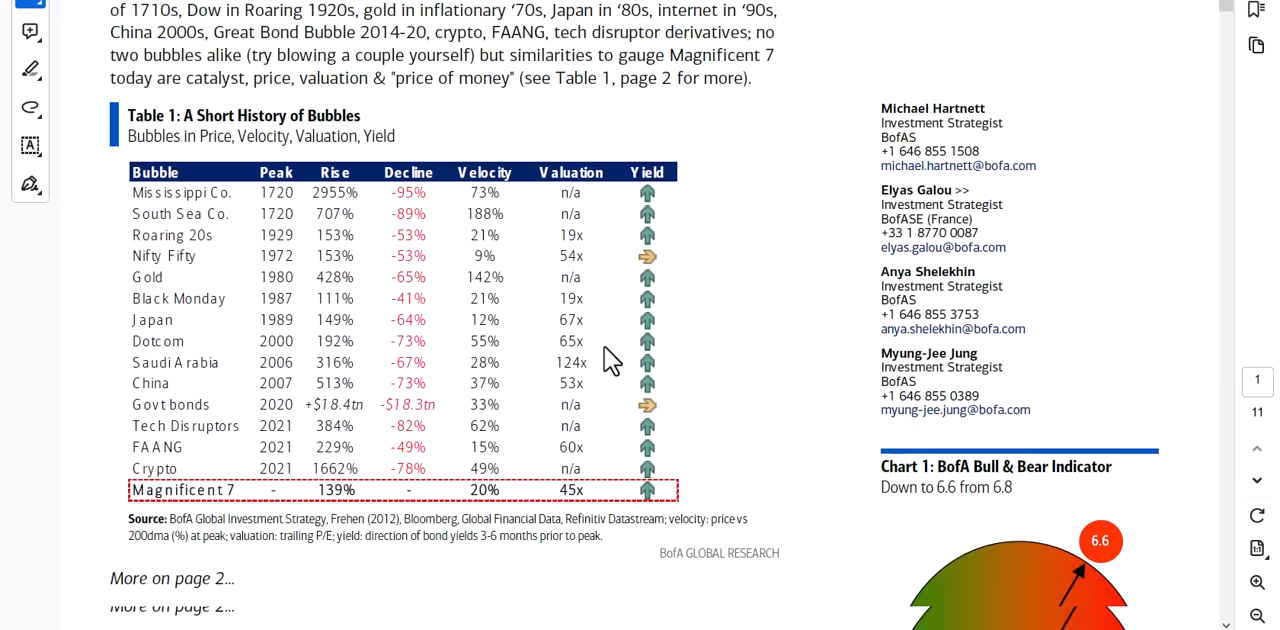 of 1710s, Dow in Roaring 1920s, gold in inflationary ‘70s, Japan in ‘80s, internet in ‘90s,
China 2000s, Great Bond Bubble 2014-20, crypto, FAANG, tech disruptor derivatives; no
two bubbles alike (try blowing a couple yourself) but similarities to gauge Magnificent 7
today are catalyst, price, valuation & "price of money" (see Table 1, page 2 for more).
Table 1: A Short History of Bubbles
Bubbles in Price, Velocity, Valuation, Yield
Bubble Peak Rise Decline Velocity Valuation Yield
Mississippi Co. 1720 2955% -95% 73% n/a
South Sea Co. 1720 707% -89% 188% n/a
Roaring 20s 1929 153% -53% 21% 19x
Nifty Fifty 1972 153% -53% 9% 54x
Gold 1980 428% -65% 142% n/a
Black Monday 1987 111% -41% 21% 19x
Japan 1989 149% -64% 12% 67x
Dotcom 2000 192% -73% 55% 65x
Saudi Arabia 2006 316% -67% 28% 124x
China 2007 513% -73% 37% 53x
Govt bonds 2020 +$18.4tn -$18.3tn 33% n/a
Tech Disruptors 2021 384% -82% 62% n/a
FAANG 2021 229% -49% 15% 60x
Crypto 2021 1662% -78% 49% n/a
Magnificent 7 - 139% - 20% 45x
Source: BofA Global Investment Strategy, Frehen (2012), Bloomberg, Global Financial Data, Refinitiv Datastream; velocity: price vs
200dma (%) at peak; valuation: trailing P/E; yield: direction of bond yields 3-6 months prior to peak.
BofA GLOBAL RESEARCH
More on page 2...
More on page 2...
Michael Hartnett
Investment Strategist
BofAS
+1 646 855 1508
michael.hartnett@bofa.com
Elyas Galou >>
Investment Strategist
BofASE (France)
+33 1 8770 0087
elyas.galou@bofa.com
Anya Shelekhin
Investment Strategist
BofAS
+1 646 855 3753
anya.shelekhin@bofa.com
Myung-Jee Jung
Investment Strategist
BofAS
+1 646 855 0389
myung-jee.jung@bofa.com
Chart 1: BofA Bull & Bear Indicator
Down to 6.6 from 6.8
6.6
1
11